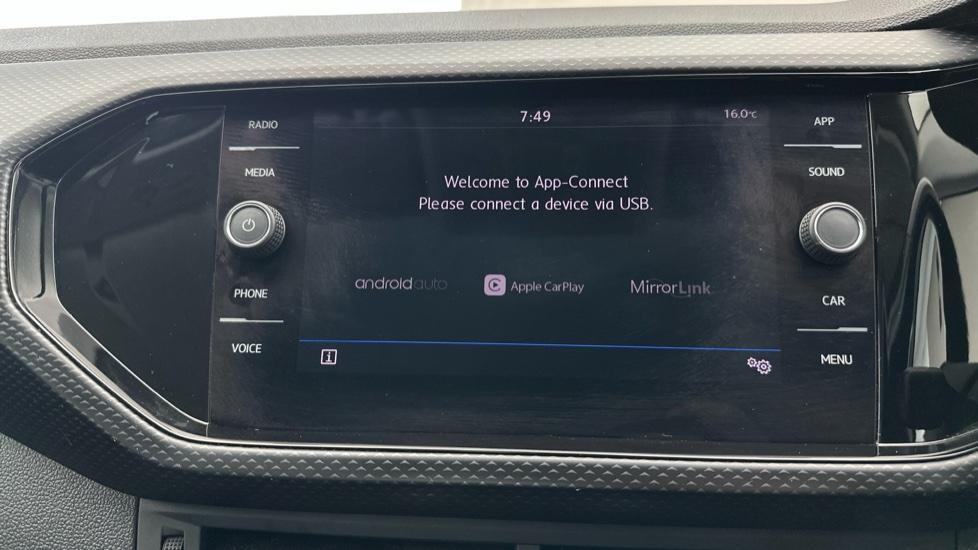 RADIO
MEDIA
PHONE
VOICE
7:49
16.0°C
Welcome to App-Connect
Please connect a device via USB.
androidauto
Apple CarPlay
MirrorLink
i
APP
SOUND
CAR
MENU